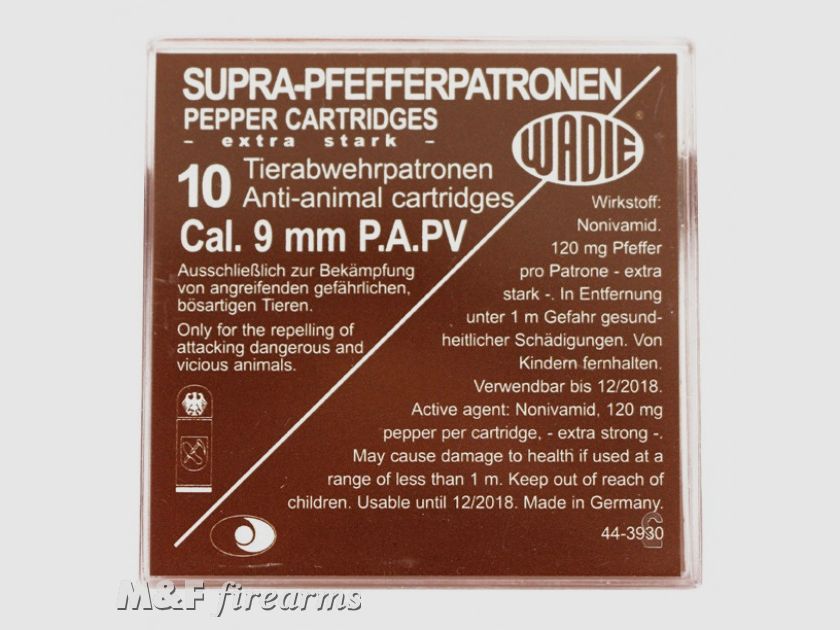 SUPRA-PFEFFERPATRONEN
PEPPER CARTRIDGES
- extra stark -
WADIE
®
10 Tierabwehrpatronen
Anti-animal cartridges
Cal. 9 mm P.A.PV
Ausschließlich zur Bekämpfung
von angreifenden gefährlichen,
bösartigen Tieren.
Only for the repelling of
attacking dangerous and
vicious animals.
Wirkstoff:
Nonivamid.
120 mg Pfeffer
pro Patrone - extra
stark -. In Entfernung
unter 1 m Gefahr gesund-
heitlicher Schädigungen. Von
Kindern fernhalten.
Verwendbar bis 12/2018.
Active agent: Nonivamid, 120 mg
pepper per cartridge, - extra strong -.
May cause damage to health if used at a
range of less than 1 m. Keep out of reach of
children. Usable until 12/2018. Made in Germany.
44-3930
M&F firearms